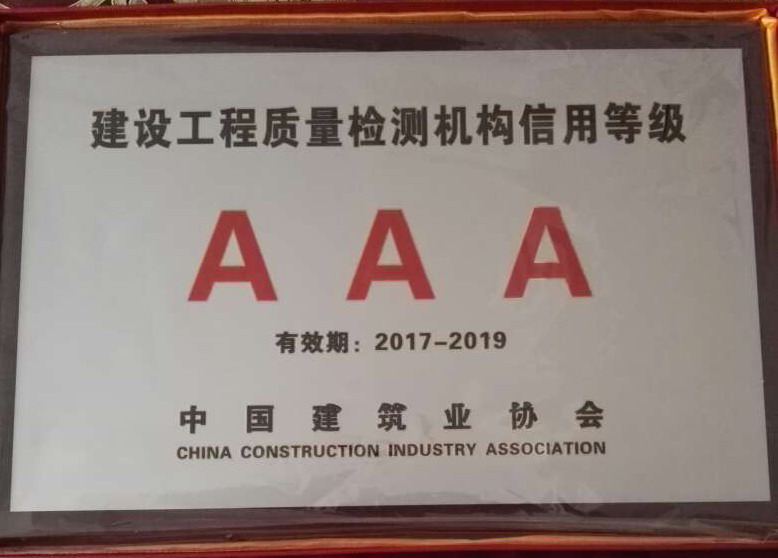 建设工程质量检测机构信用等级
A A A
有效期：2017-2019
中国建筑业协会
CHINA CONSTRUCTION INDUSTRY ASSOCIATION